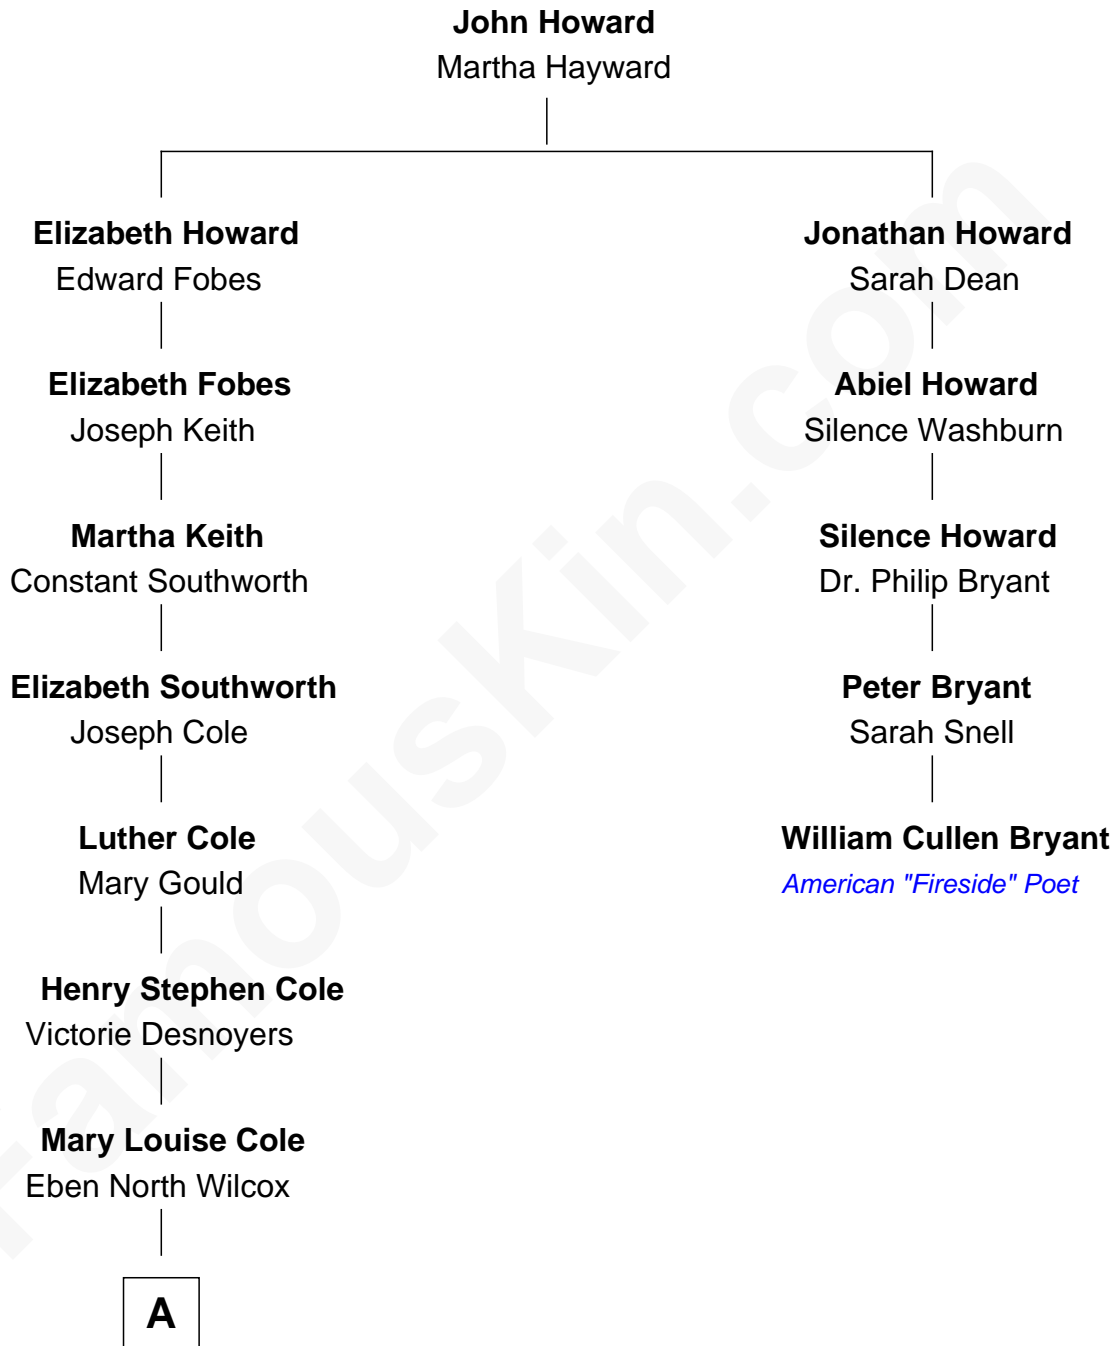 John Howard
Martha Hayward
Elizabeth Howard
Edward Fobes
Jonathan Howard
Sarah Dean
Elizabeth Fobes
Joseph Keith
Abiel Howard
Silence Washburn
Martha Keith
Constant Southworth
Silence Howard
Dr. Philip Bryant
Elizabeth Southworth
Joseph Cole
Peter Bryant
Sarah Snell
Luther Cole
Mary Gould
William Cullen Bryant
American "Fireside" Poet
Henry Stephen Cole
Victorie Desnoyers
Mary Louise Cole
Eben North Wilcox
A
FamousKin.com